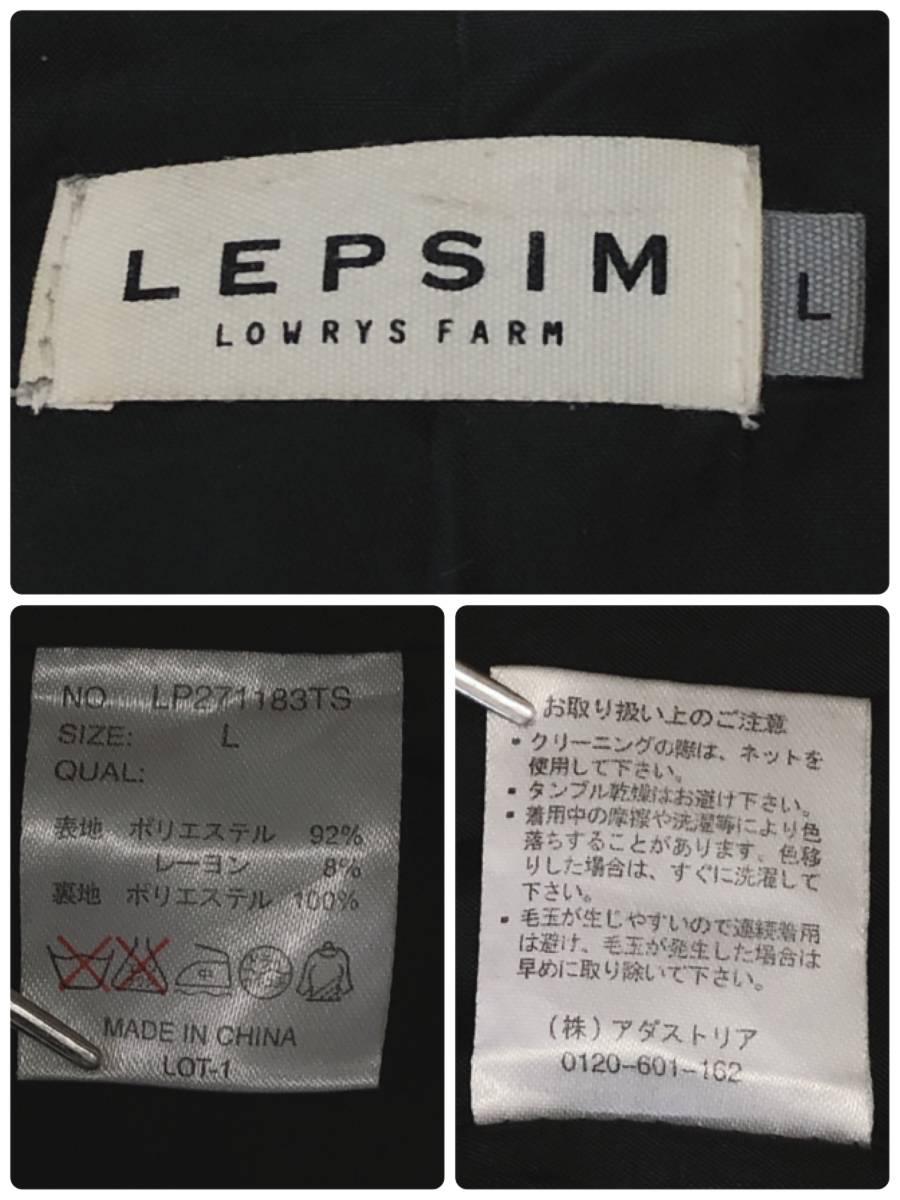 LEPSIM
LOWRYS FARM
L
NO LP271183TS
SIZE: L
QUAL:
表地 ポリエステル 92%
レーヨン 8%
裏地 ポリエステル 100%
中
MADE IN CHINA
LOT-1
お取り扱い上のご注意
・クリーニングの際は、ネットを
使用して下さい。
・タンブル乾燥はお避け下さい。
・着用中の摩擦や洗濯等により色
落ちすることがあります。色移
りした場合は、すぐに洗濯して
下さい。
・毛玉が生じやすいので連続着用
は避け、毛玉が発生した場合は
早めに取り除いて下さい。
(株)アダストリア
0120-601-162